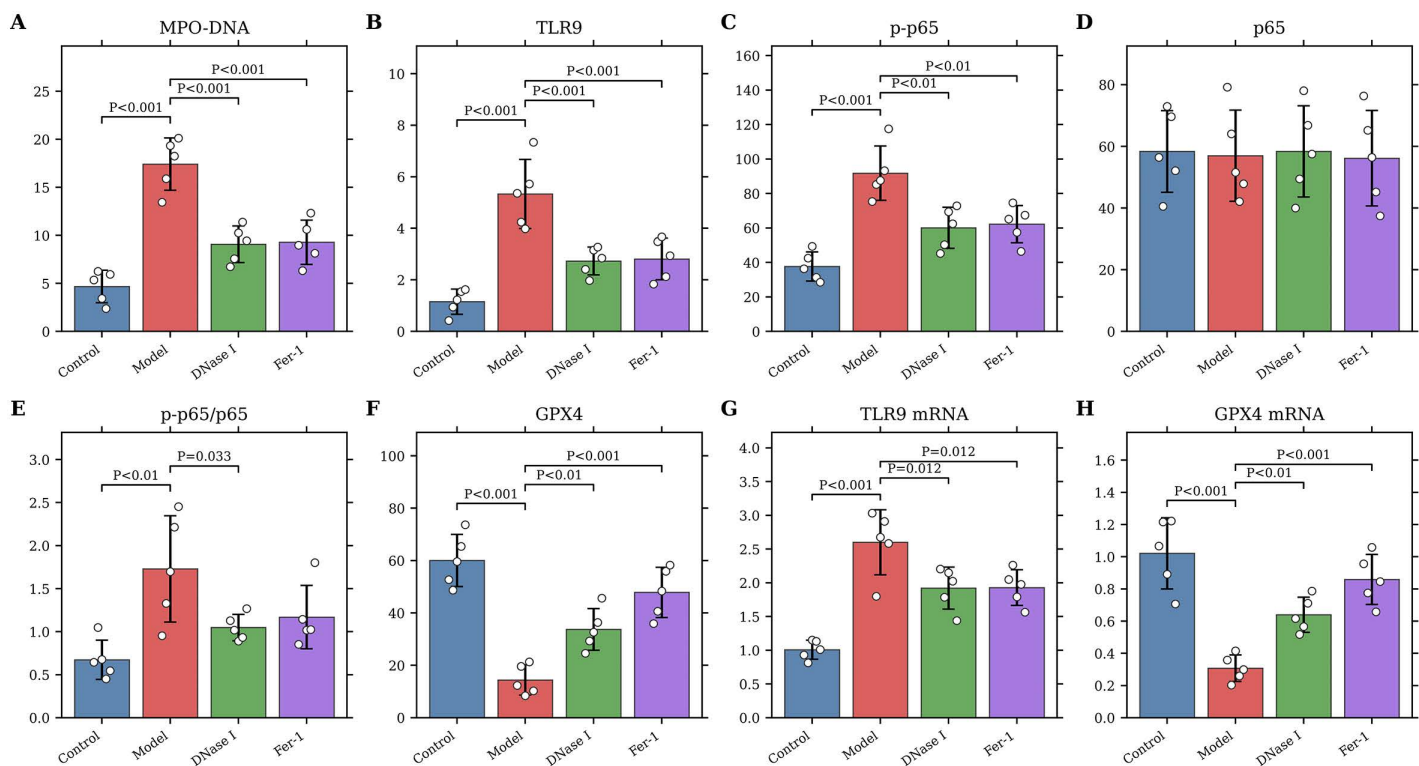 A
MPO-DNA
25
20
15
10
5
0
P<0.001
P<0.001
P<0.001
Control
Model
DNase I
Fer-1
B
TLR9
10
8
6
4
2
0
P<0.001
P<0.001
P<0.001
Control
Model
DNase I
Fer-1
C
p-p65
160
140
120
100
80
60
40
20
0
P<0.01
P<0.01
P<0.001
Control
Model
DNase I
Fer-1
D
p65
80
60
40
20
0
Control
Model
DNase I
Fer-1
E
p-p65/p65
3.0
2.5
2.0
1.5
1.0
0.5
0.0
P=0.033
P<0.01
Control
Model
DNase I
Fer-1
F
GPX4
100
80
60
40
20
0
P<0.001
P<0.01
P<0.001
Control
Model
DNase I
Fer-1
G
TLR9 mRNA
4.0
3.5
3.0
2.5
2.0
1.5
1.0
0.5
0.0
P=0.012
P=0.012
P<0.001
Control
Model
DNase I
Fer-1
H
GPX4 mRNA
1.6
1.4
1.2
1.0
0.8
0.6
0.4
0.2
0.0
P<0.001
P<0.01
P<0.001
Control
Model
DNase I
Fer-1